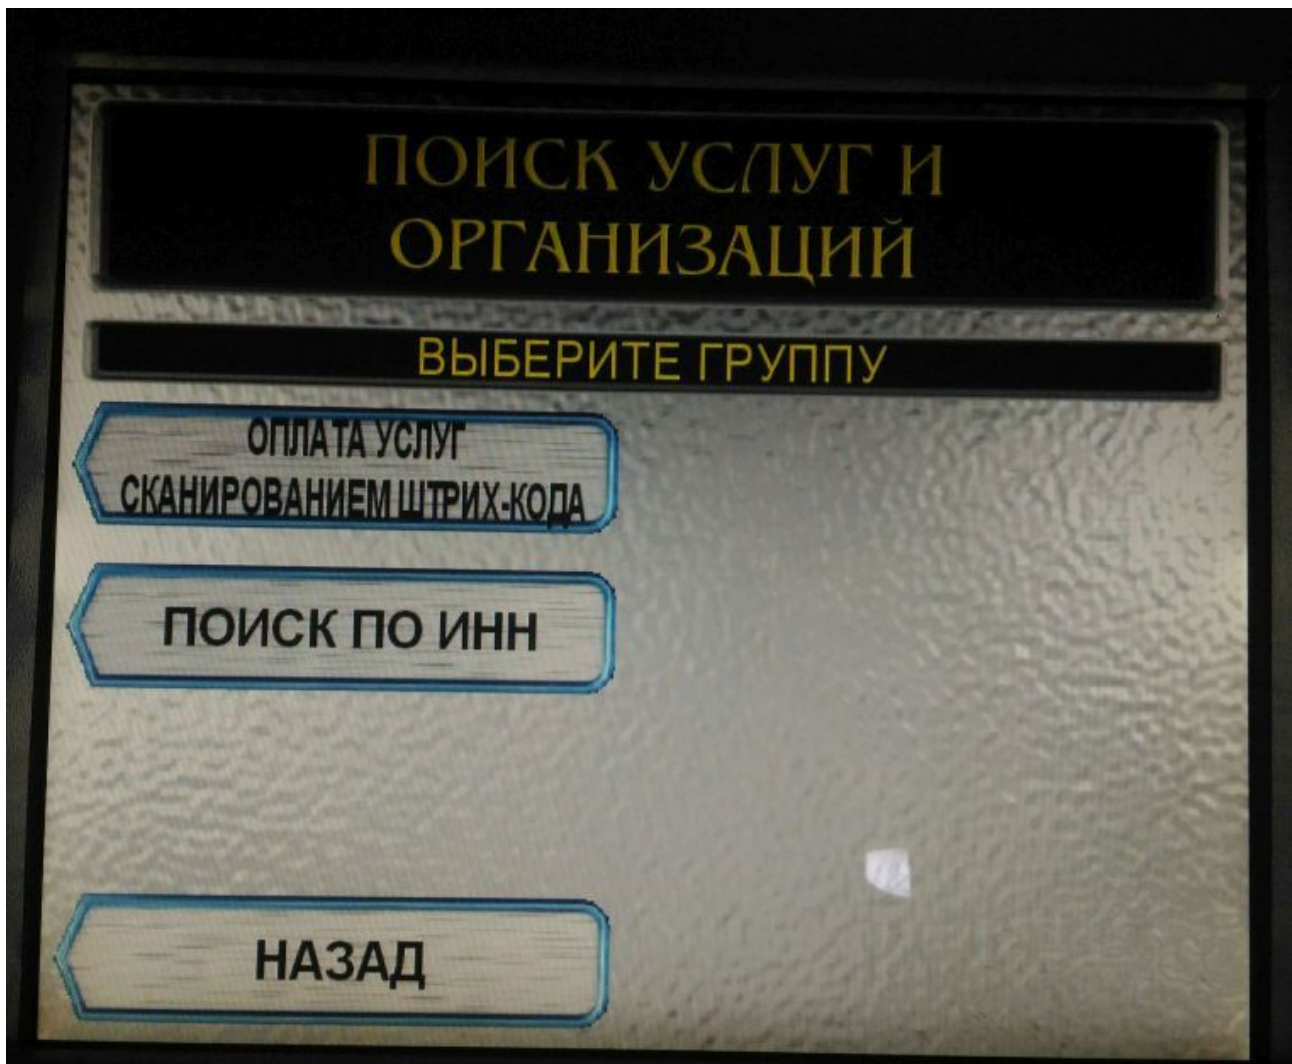 ПОИСК УСЛУГ И
ОРГАНИЗАЦИЙ
ВЫБЕРИТЕ ГРУППУ
ОПЛАТА УСЛУГ
СКАНИРОВАНИЕМ ШТРИХ-КОДА
ПОИСК ПО ИНН
НАЗАД